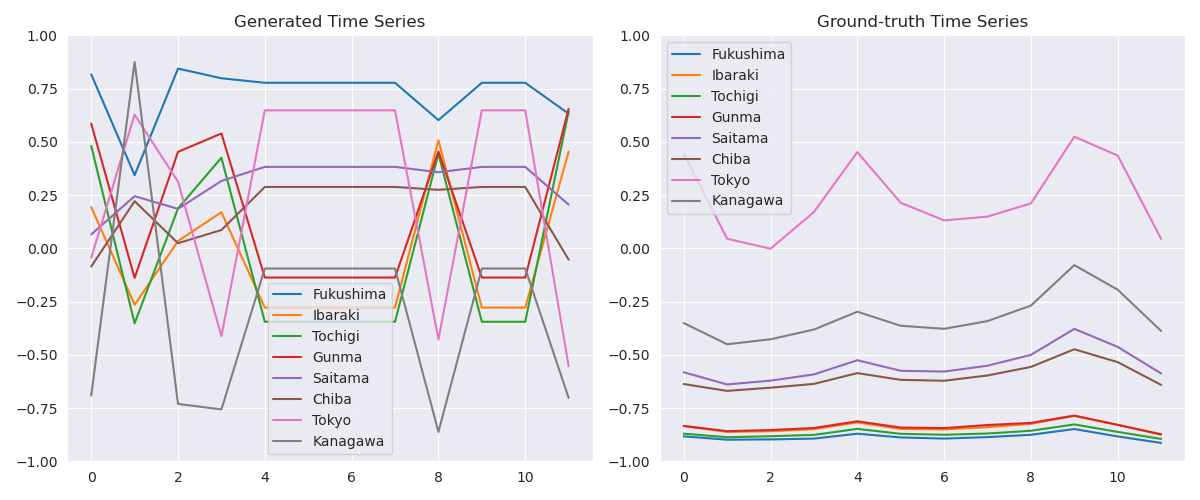 Generated Time Series
1.00
0.75
0.50
0.25
0.00
−0.25
−0.50
−0.75
−1.00
0 2 4 6 8 10
Fukushima
Ibaraki
Tochigi
Gunma
Saitama
Chiba
Tokyo
Kanagawa
Ground-truth Time Series
1.00
0.75
0.50
0.25
0.00
−0.25
−0.50
−0.75
−1.00
0 2 4 6 8 10
Fukushima
Ibaraki
Tochigi
Gunma
Saitama
Chiba
Tokyo
Kanagawa